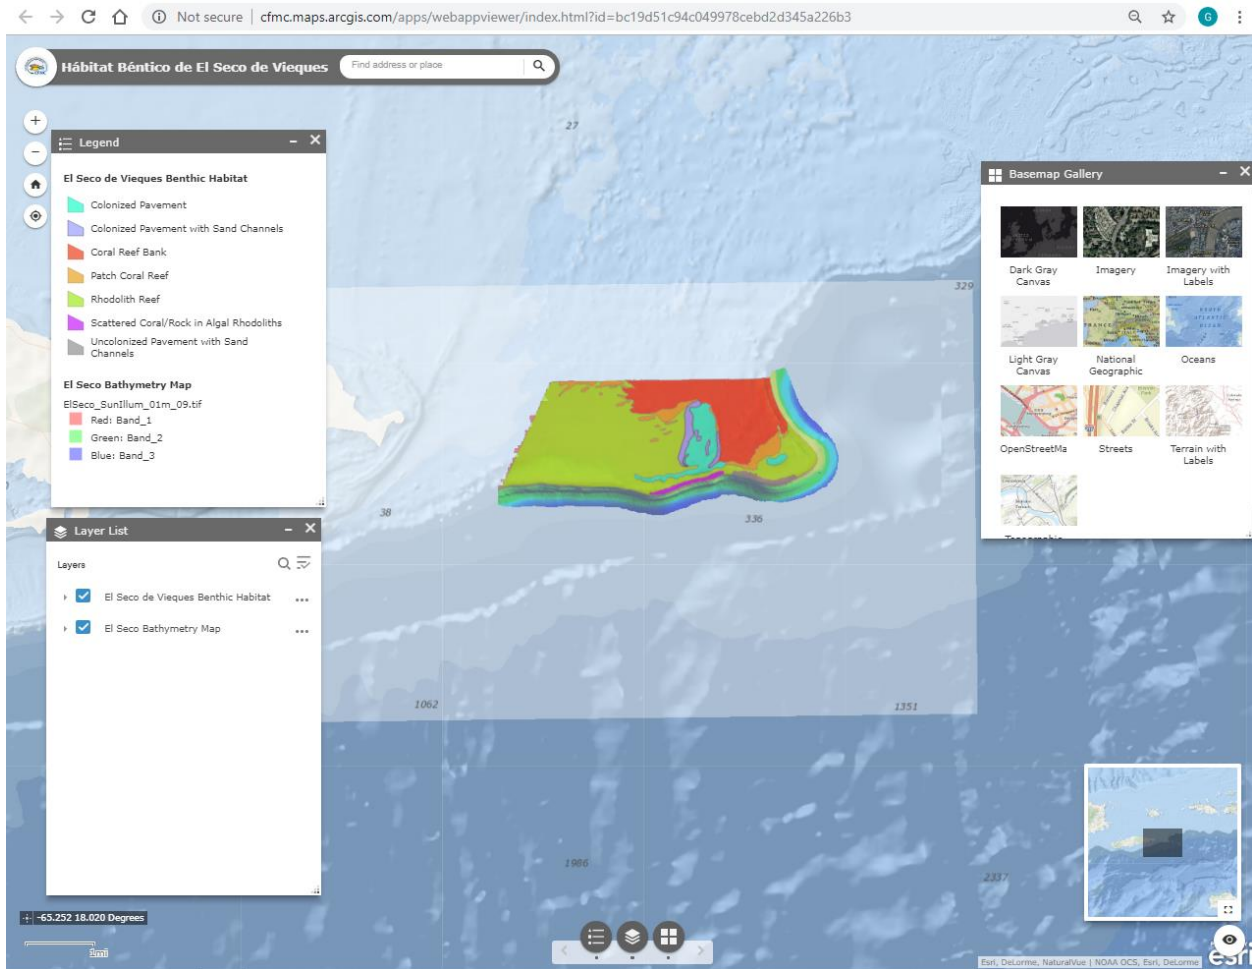 Not secure | cfmc.maps.arcgis.com/apps/webappviewer/index.html?id=bc19d51c94c049978cebd2d345a226b3
G
Hábitat Béntico de El Seco de Vieques
Find address or place
27
Legend
El Seco de Vieques Benthic Habitat
Colonized Pavement
Colonized Pavement with Sand Channels
Coral Reef Bank
Patch Coral Reef
Rhodolith Reef
Scattered Coral/Rock in Algal Rhodoliths
Uncolonized Pavement with Sand
Channels
El Seco Bathymetry Map
ElSeco_SunIllum_01m_09.tif
Red: Band_1
Green: Band_2
Blue: Band_3
Basemap Gallery
Dark Gray
Canvas
Imagery
Imagery with
Labels
Light Gray
Canvas
National
Geographic
Oceans
OpenStreetMa
Streets
Terrain with
Labels
329
38
336
Layer List
Layers
El Seco de Vieques Benthic Habitat
El Seco Bathymetry Map
1062
1351
1986
2337
-65.252 18.020 Degrees
1mi
Esri, DeLorme, NaturalVue | NOAA OCS, Esri, DeLorme
esri